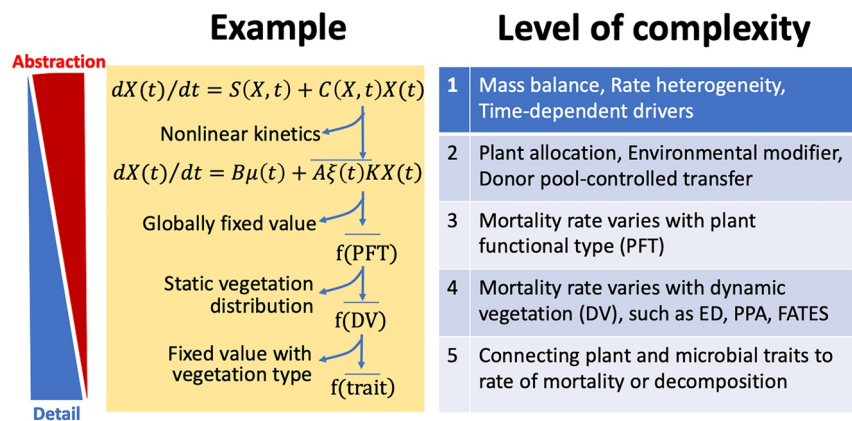 Example
Level of complexity
Abstraction
dX(t)/dt = S(X, t) + C(X, t)X(t)
Nonlinear kinetics
dX(t)/dt = Bμ(t) + Aξ(t)KX(t)
Globally fixed value
f(PFT)
Static vegetation
distribution
f(DV)
Fixed value with
vegetation type
f(trait)
Detail
1 Mass balance, Rate heterogeneity,
Time-dependent drivers
2 Plant allocation, Environmental modifier,
Donor pool-controlled transfer
3 Mortality rate varies with plant
functional type (PFT)
4 Mortality rate varies with dynamic
vegetation (DV), such as ED, PPA, FATES
5 Connecting plant and microbial traits to
rate of mortality or decomposition